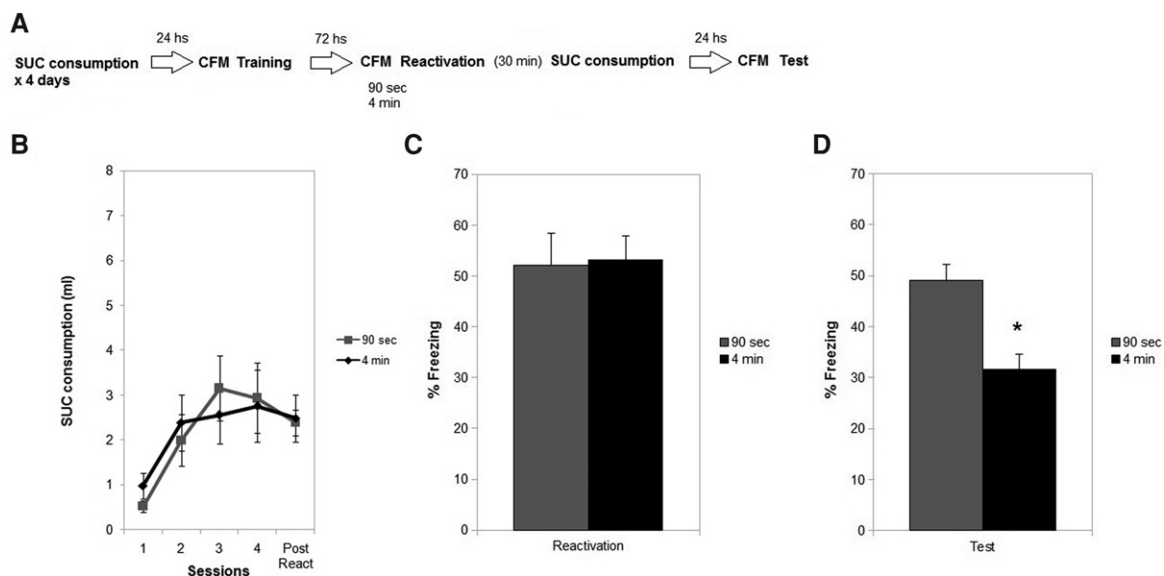 A
24 hs
72 hs
24 hs
SUC consumption
x 4 days
CFM Training
CFM Reactivation (30 min) SUC consumption
CFM Test
90 sec
4 min
B
8
7
6
5
4
3
2
1
0
SUC consumption (ml)
1 2 3 4 Post
React
Sessions
90 sec
4 min
C
70
60
50
40
30
20
10
0
% Freezing
Reactivation
90 sec
4 min
D
70
60
50
40
30
20
10
0
% Freezing
*
Test
90 sec
4 min